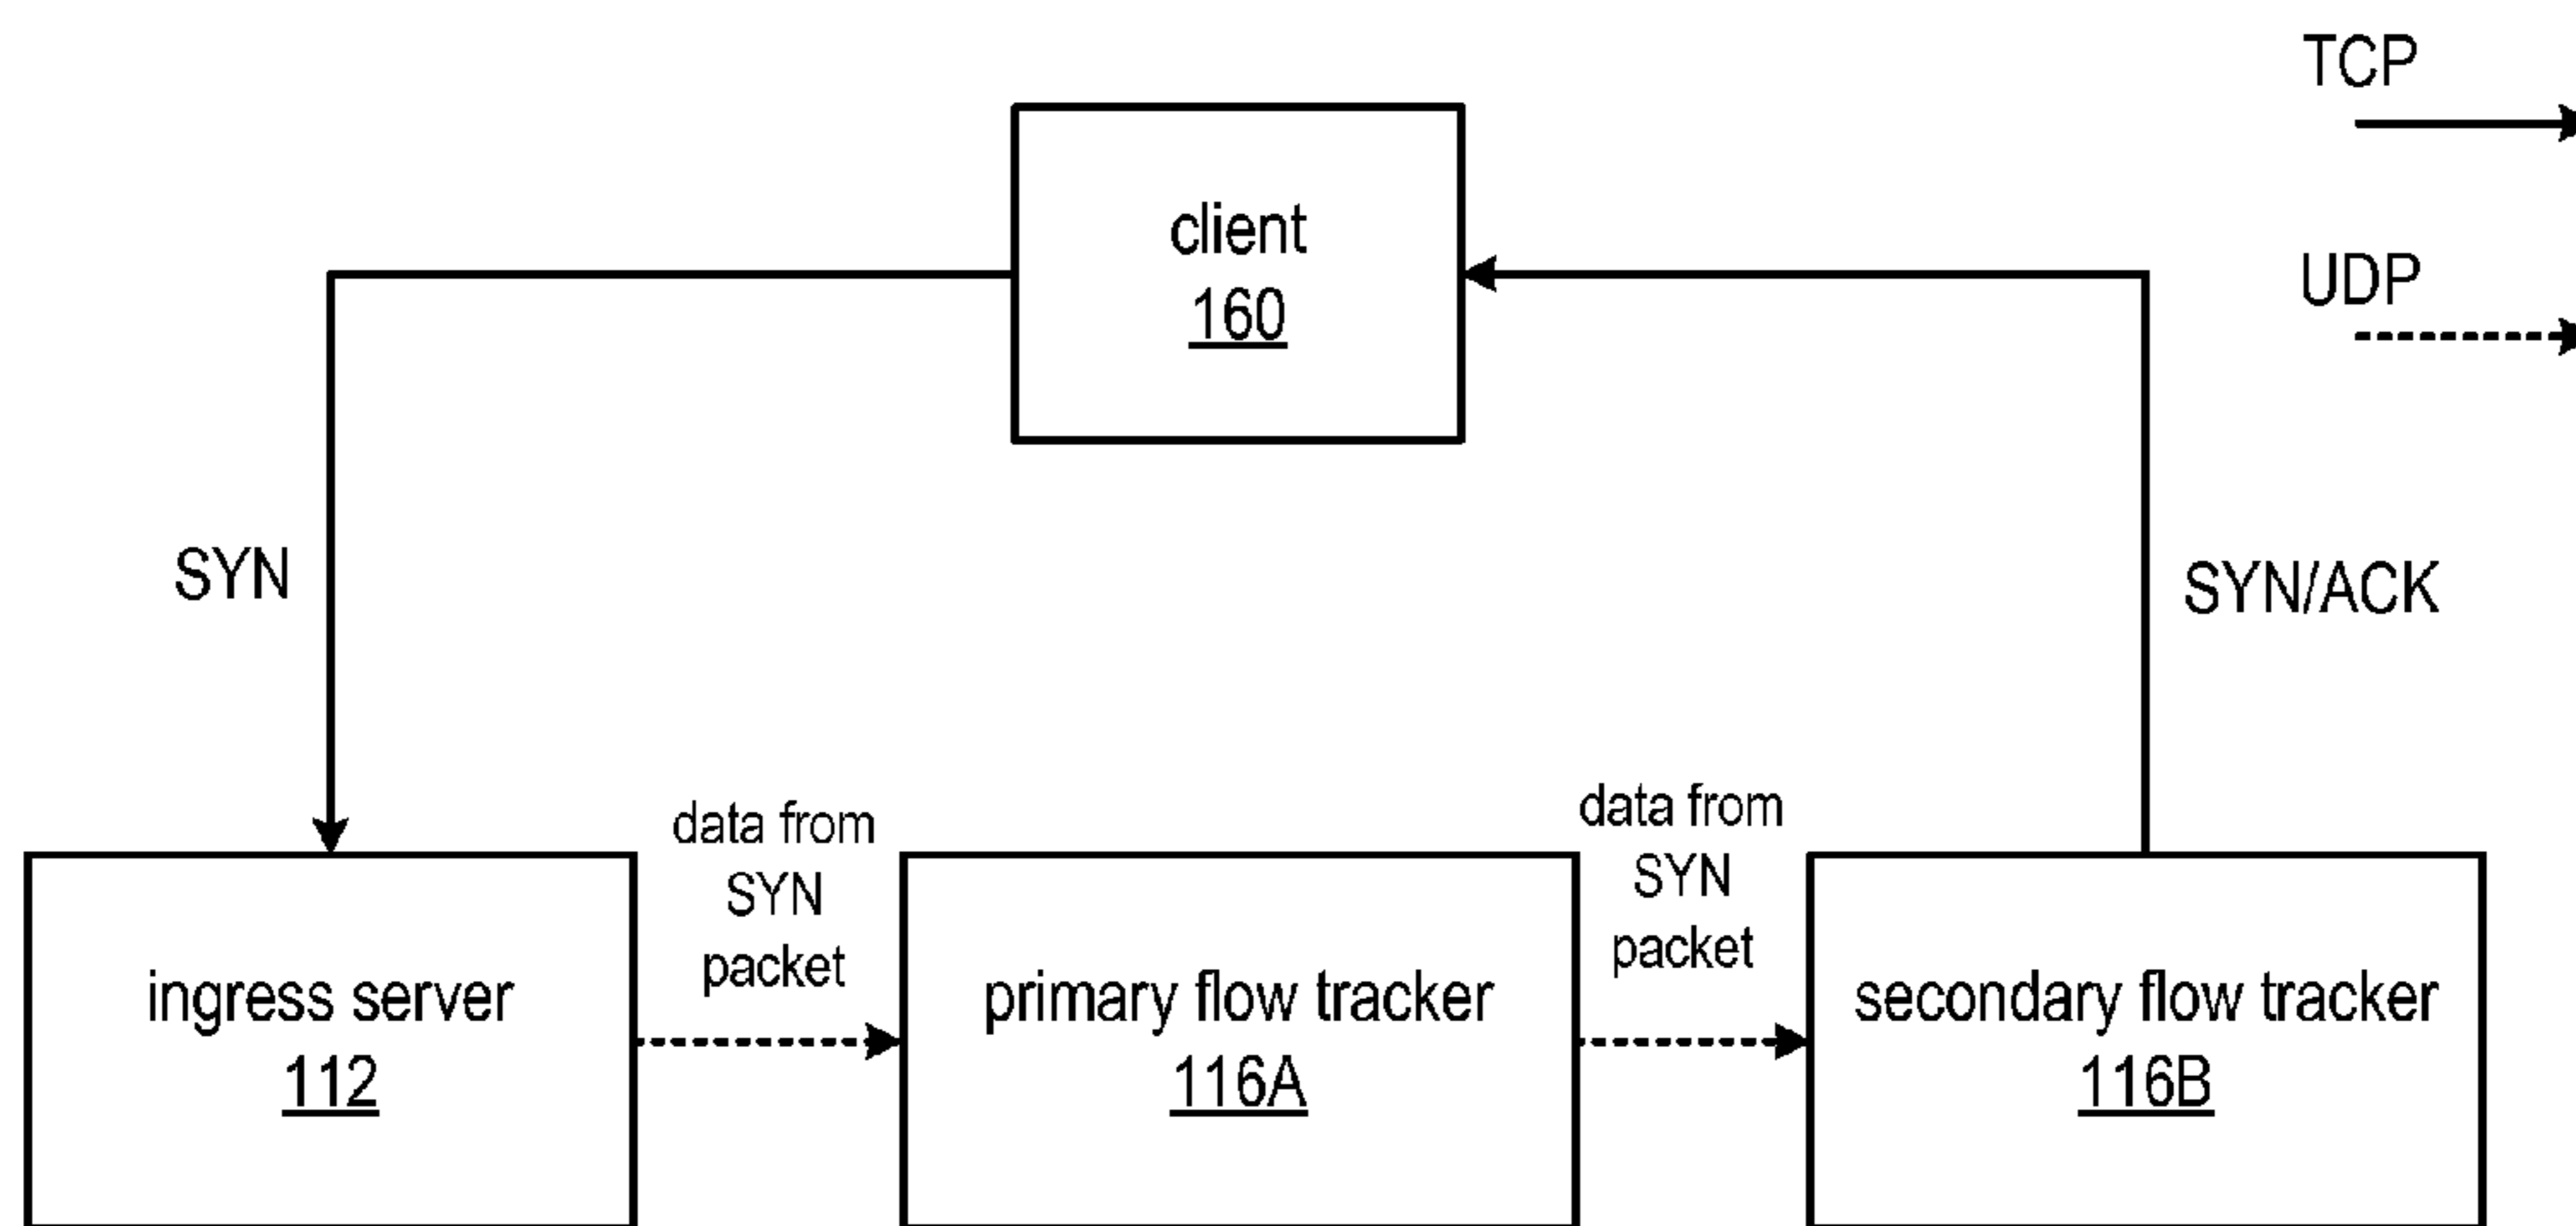 TCP
UDP
client
160
SYN
SYN/ACK
data from
SYN
packet
data from
SYN
packet
ingress server
112
primary flow tracker
116A
secondary flow tracker
116B